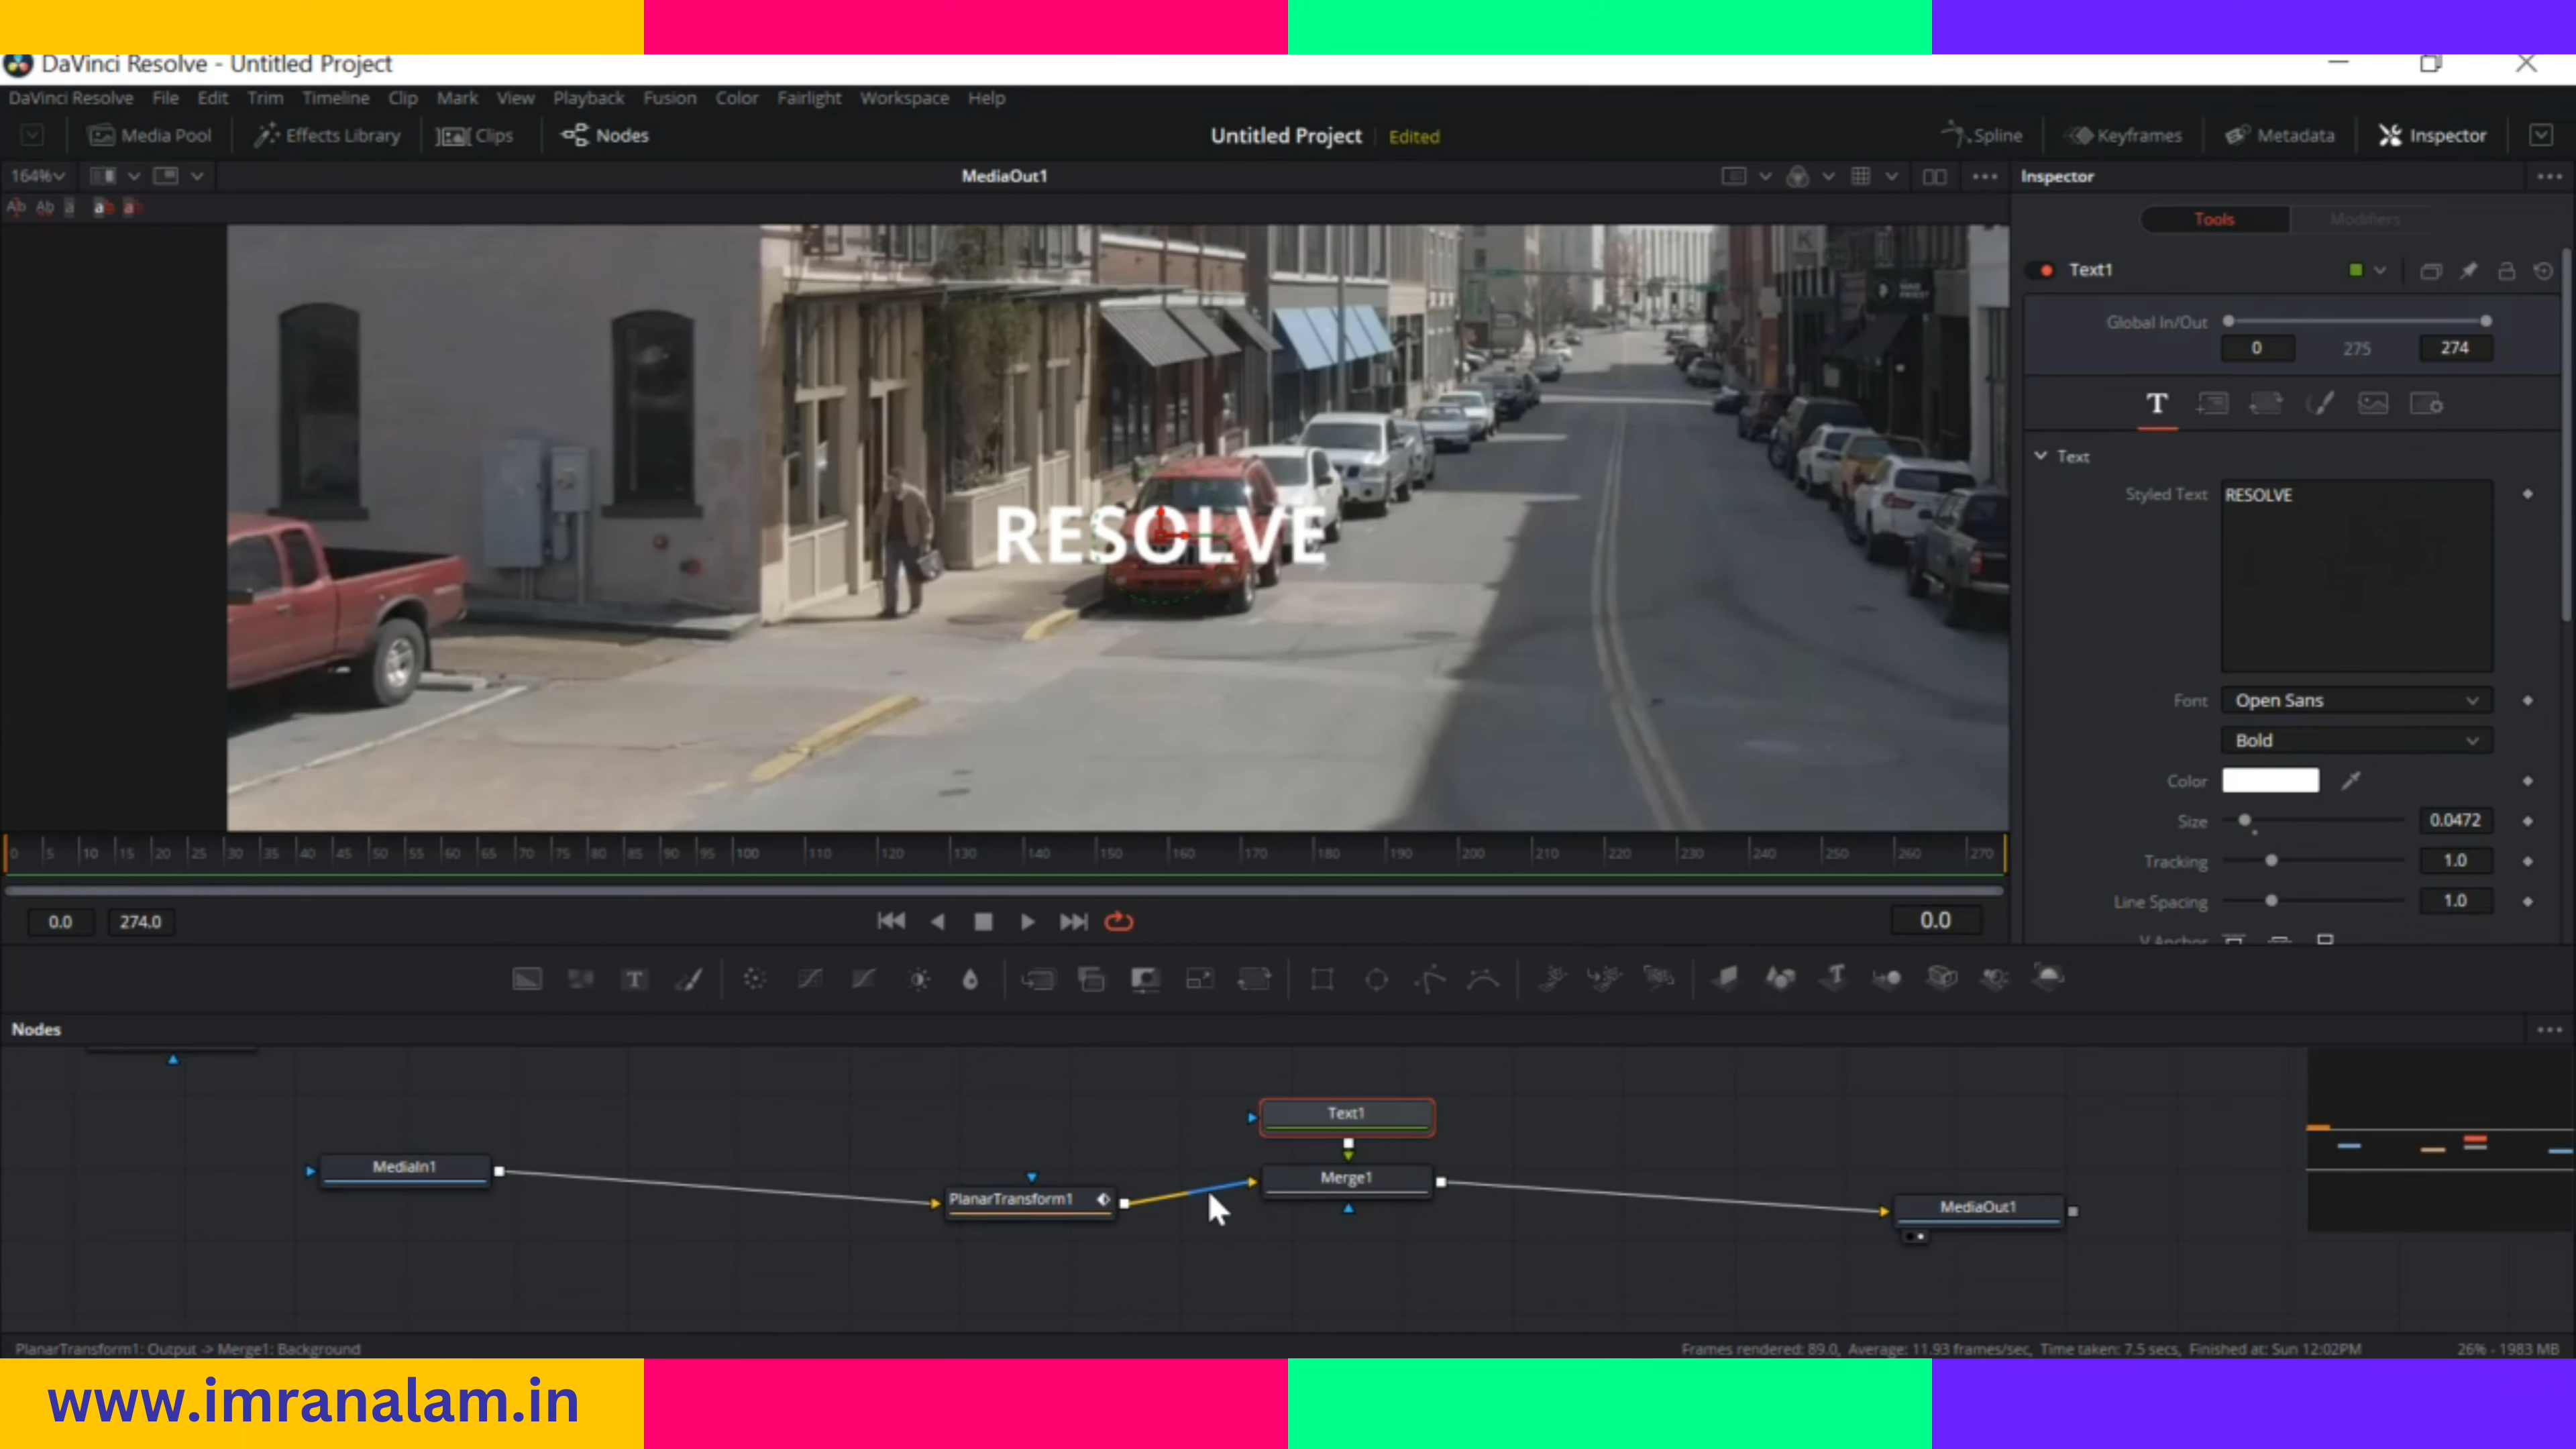 DaVinci Resolve - Untitled Project
DaVinci Resolve File Edit Trim Timeline Clip Mark View Playback Fusion Color Fairlight Workspace Help
Media Pool Effects Library Clips Nodes Untitled Project Edited Spline Keyframes Metadata Inspector
164% MediaOut1 Inspector
Tools Modifiers
Text1
Global In/Out
0 275 274
T
Text
Styled Text RESOLVE
RESOLVE
Font Open Sans
Bold
Color
Size 0.0472
Tracking 1.0
Line Spacing 1.0
V Anchor
0 5 10 15 20 25 30 35 40 45 50 55 60 65 70 75 80 85 90 95 100 110 120 130 140 150 160 170 180 190 200 210 220 230 240 250 260 270
0.0 274.0 0.0
Nodes
Text1
MediaIn1
Merge1
PlanarTransform1
MediaOut1
PlanarTransform1: Output -> Merge1: Background
Frames rendered: 89.0, Average: 11.93 frames/sec, Time taken: 7.5 secs, Finished at: Sun 12:02PM 26% - 1983 MB
www.imranalam.in